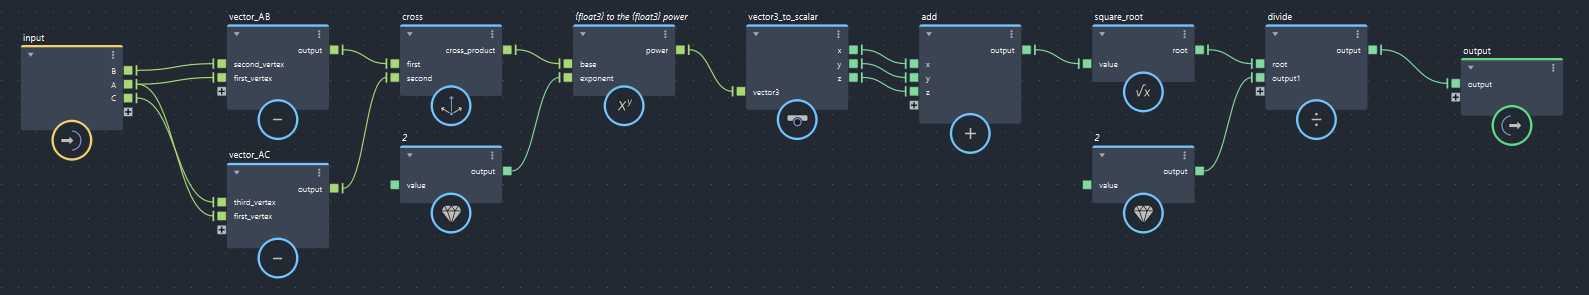 input
B
A
C
vector_AB
output
second_vertex
first_vertex
vector_AC
output
third_vertex
first_vertex
cross
cross_product
first
second
2
output
value
{float3} to the {float3} power
power
base
exponent
xʸ
vector3_to_scalar
x
y
z
vector3
add
output
x
y
z
+
square_root
root
value
√x
2
output
value
divide
output
root
output1
÷
output
output